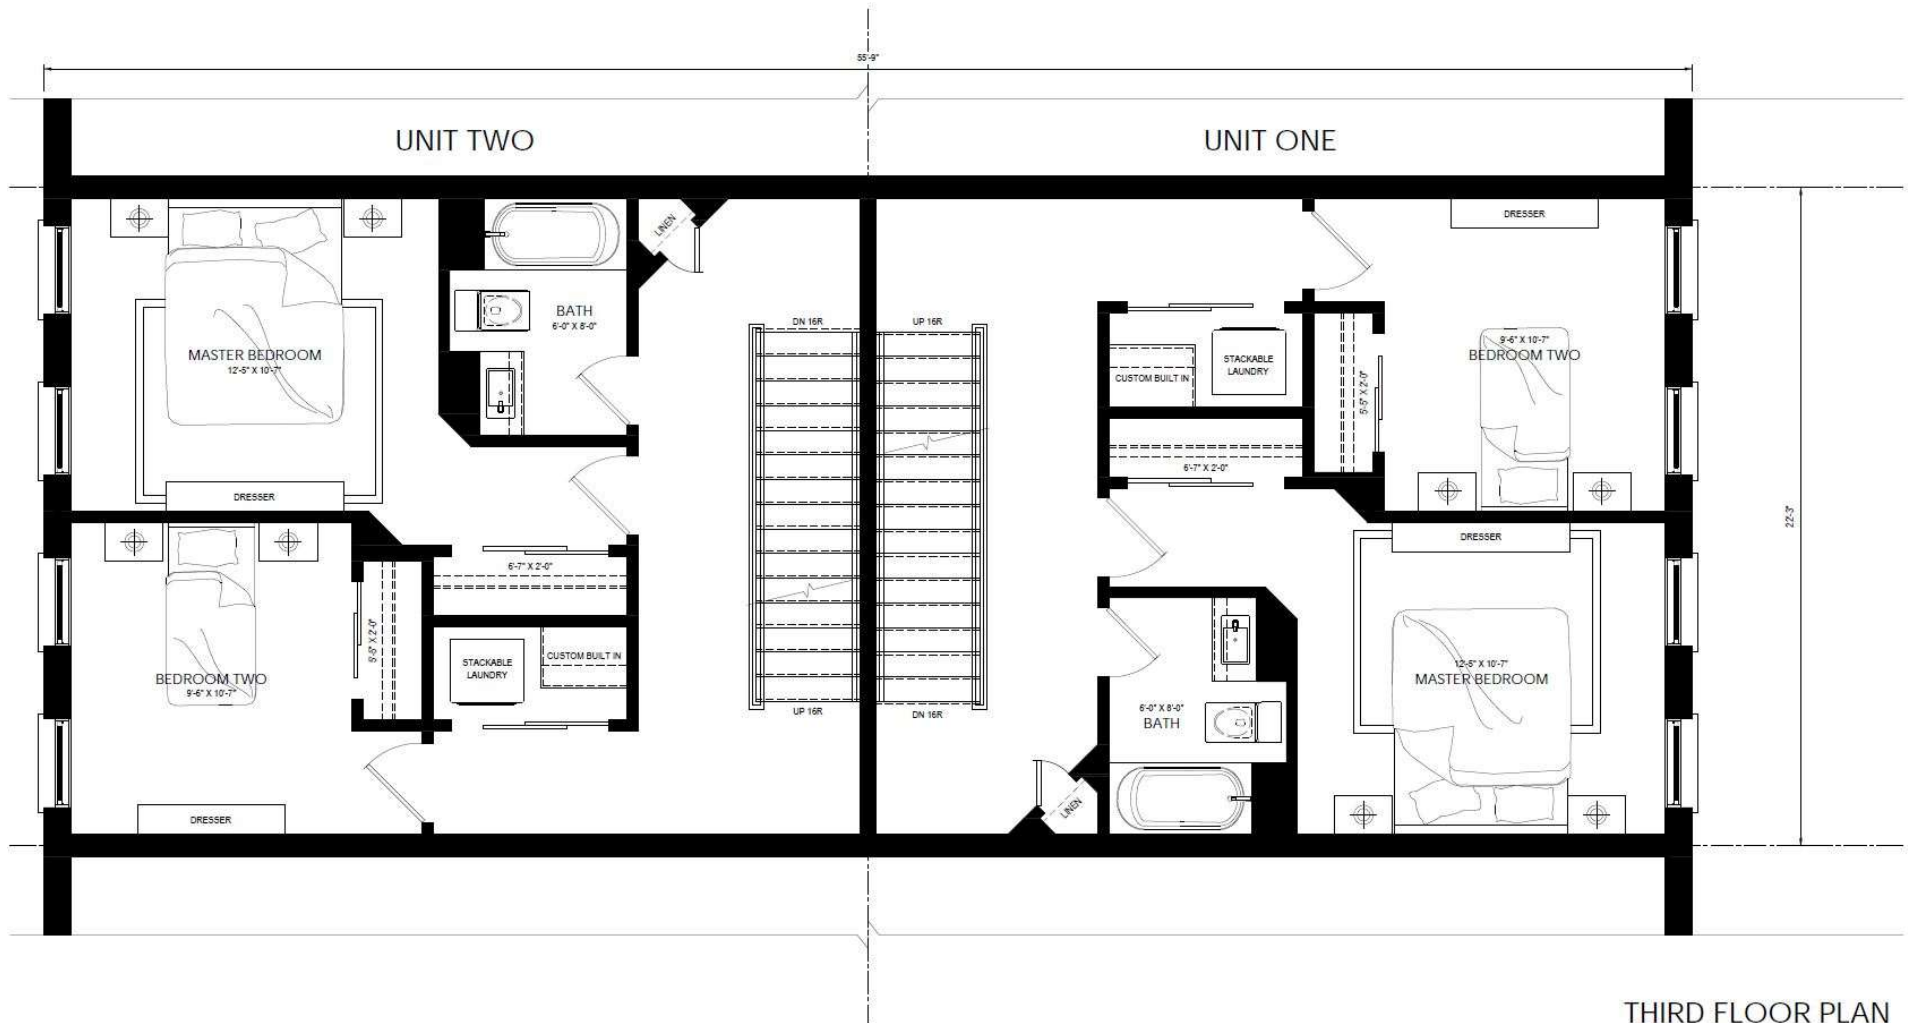 55'-9"
UNIT TWO
UNIT ONE
LINEN
DRESSER
BATH
6'-0" X 8'-0"
DN 16R
UP 16R
MASTER BEDROOM
12'-5" X 10'-7"
STACKABLE
LAUNDRY
CUSTOM BUILT IN
5'-5" X 2'-0"
9'-6" X 10'-7"
BEDROOM TWO
6'-7" X 2'-0"
DRESSER
22'-3"
DRESSER
6'-7" X 2'-0"
5'-5" X 2'-0"
BEDROOM TWO
9'-6" X 10'-7"
STACKABLE
LAUNDRY
CUSTOM BUILT IN
12'-5" X 10'-7"
MASTER BEDROOM
UP 16R
DN 16R
6'-0" X 8'-0"
BATH
LINEN
DRESSER
THIRD FLOOR PLAN